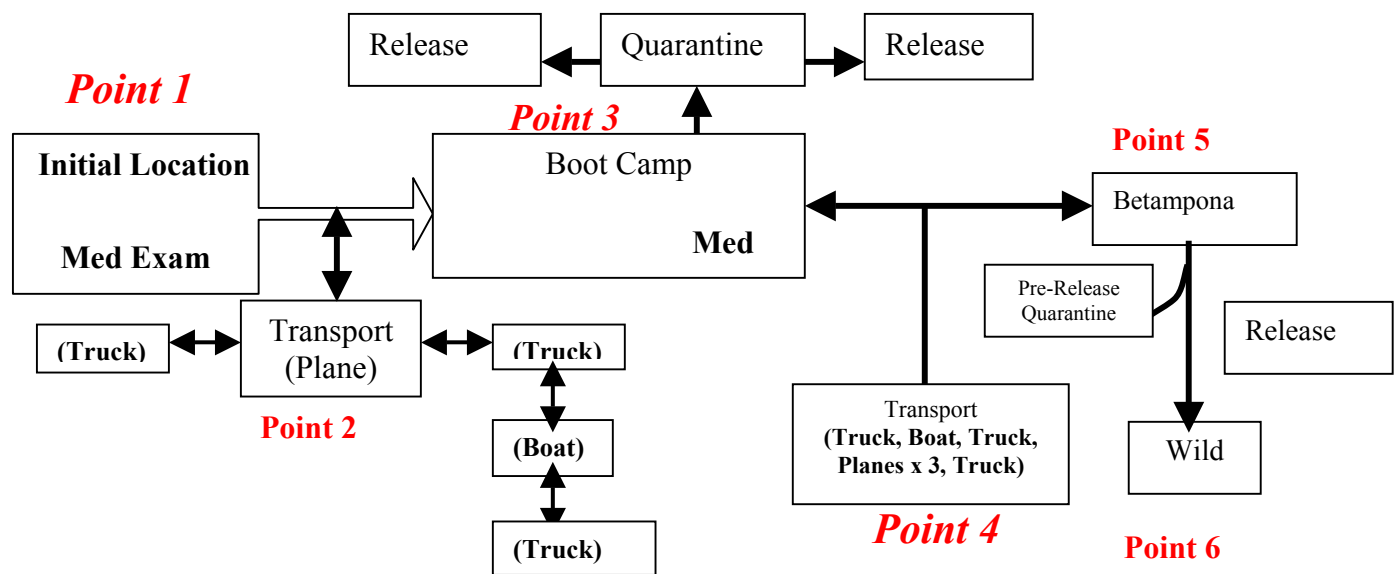 Release
Quarantine
Release
Point 1
Point 3
Initial Location
Med Exam
Boot Camp
Med
Point 5
Betampona
Pre-Release
Quarantine
Release
(Truck)
Transport
(Plane)
(Truck)
Point 2
(Boat)
(Truck)
Transport
(Truck, Boat, Truck,
Planes x 3, Truck)
Point 4
Wild
Point 6